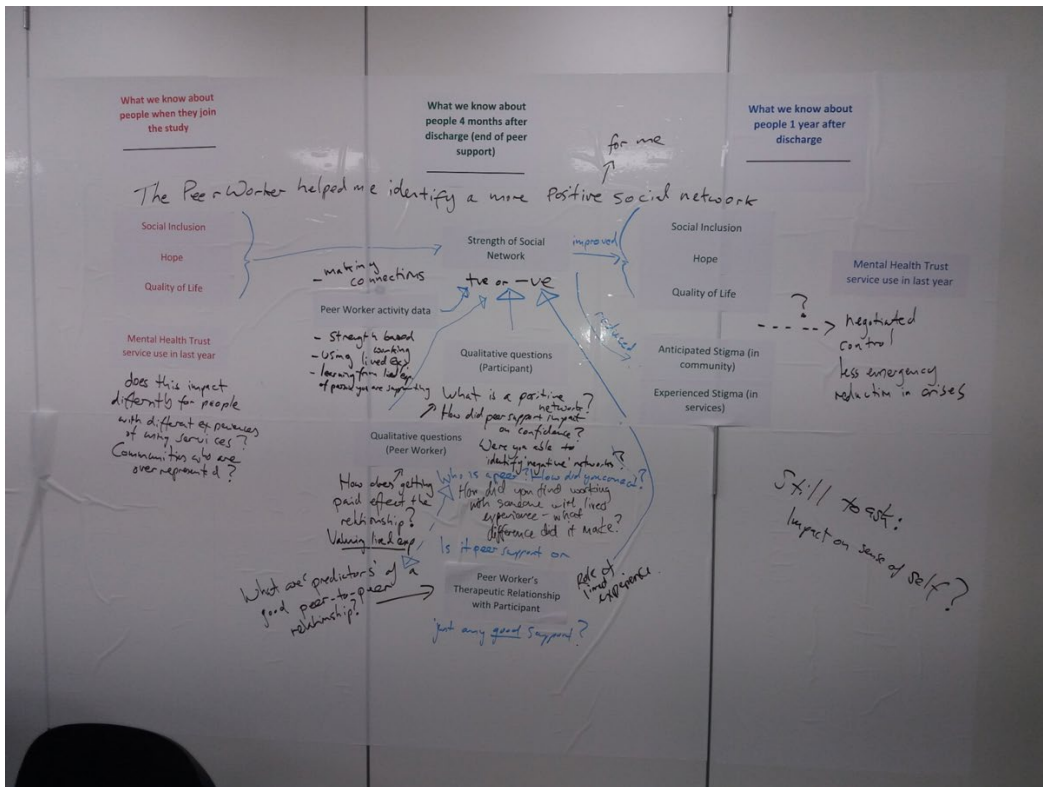 What we know about
people when they join
the study
What we know about
people 4 months after
discharge (end of peer
support)
What we know about
people 1 year after
discharge
for me
The Peer Worker helped me identify a more Positive social network
Social Inclusion
Hope
Quality of Life
Mental Health Trust
service use in last year
does this impact
differently for people
with different experiences
of using services?
Communities who are
over represented?
Strength of Social
Network
improved
+ve or -ve
- making
connections
Peer Worker activity data
- Strength based
working
- Using lived exp
- learning from lived exp
of person you are supporting
Qualitative questions
(Participant)
What is a positive
network?
How did peer support impact
on confidence?
Were you able to
identify 'negative' networks?
Qualitative questions
(Peer Worker)
Who is a peer? How did you connect?
How does getting
paid effect the
relationship?
Valuing lived exp
How did you find working
with someone with lived
experience - what
difference did it make?
Is it peer support or
What are 'predictors' of a
good peer-to-peer
relationship?
Peer Worker's
Therapeutic Relationship
with Participant
Role of
lived
experience
just any good support?
Social Inclusion
Hope
Quality of Life
reduced
Anticipated Stigma (in
community)
Experienced Stigma (in
services)
Mental Health Trust
service use in last year
?
negotiated
control
less emergency
reduction in crises
Skill to ask:
Impact on sense of self?